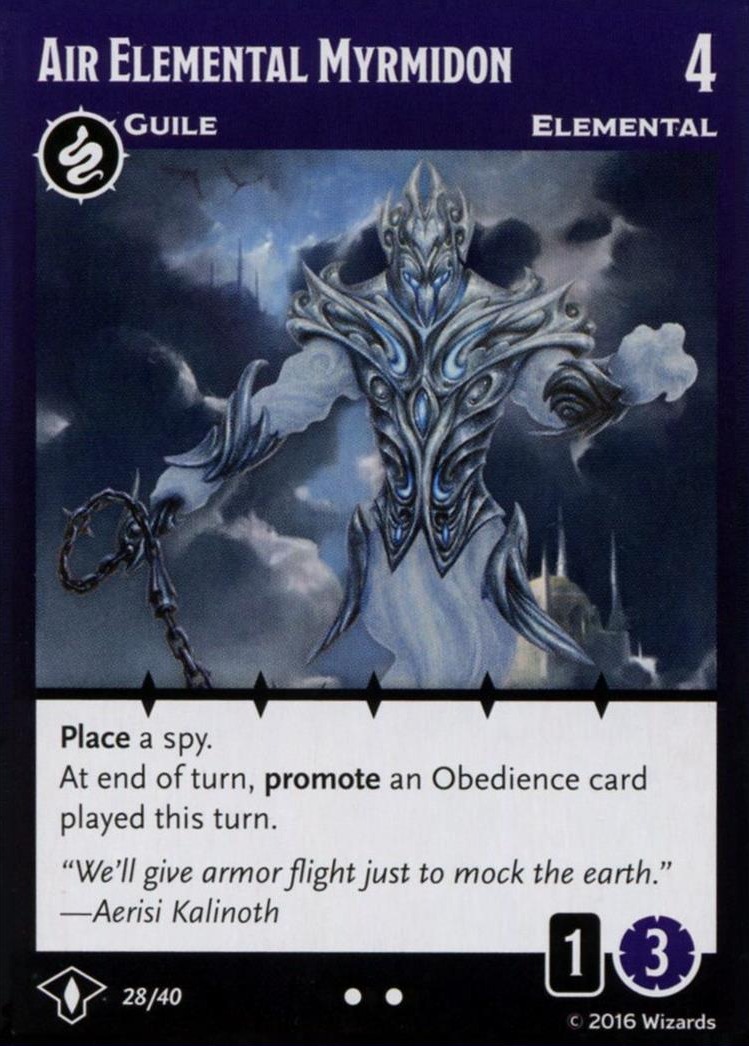 Air Elemental Myrmidon 4
Guile Elemental
Place a spy.
At end of turn, promote an Obedience card
played this turn.
“We’ll give armor flight just to mock the earth.”
—Aerisi Kalinoth
1 3
28/40
© 2016 Wizards